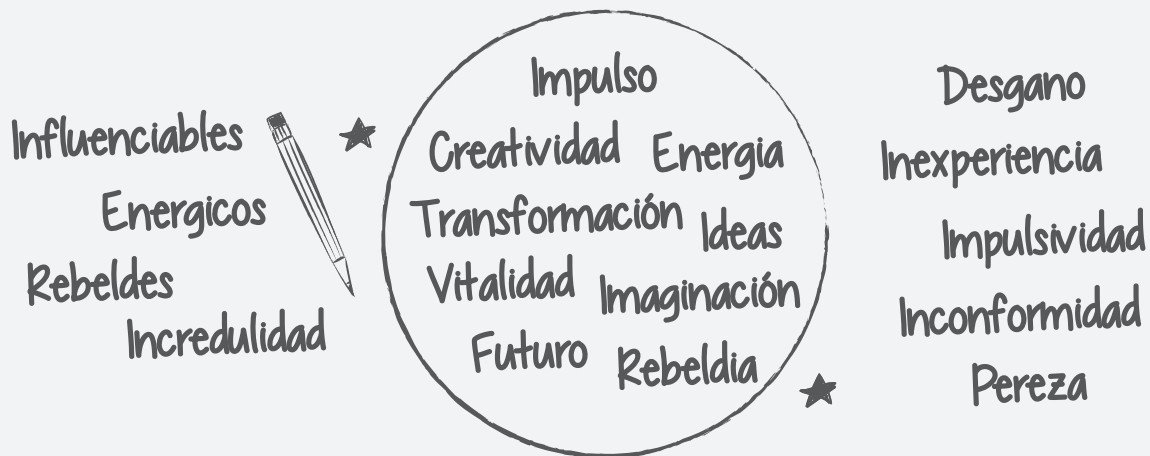 Influenciables
Energicos
Rebeldes
Incredulidad
Impulso
Creatividad Energia
Transformación Ideas
Vitalidad Imaginación
Futuro Rebeldia
Desgano
Inexperiencia
Impulsividad
Inconformidad
Pereza